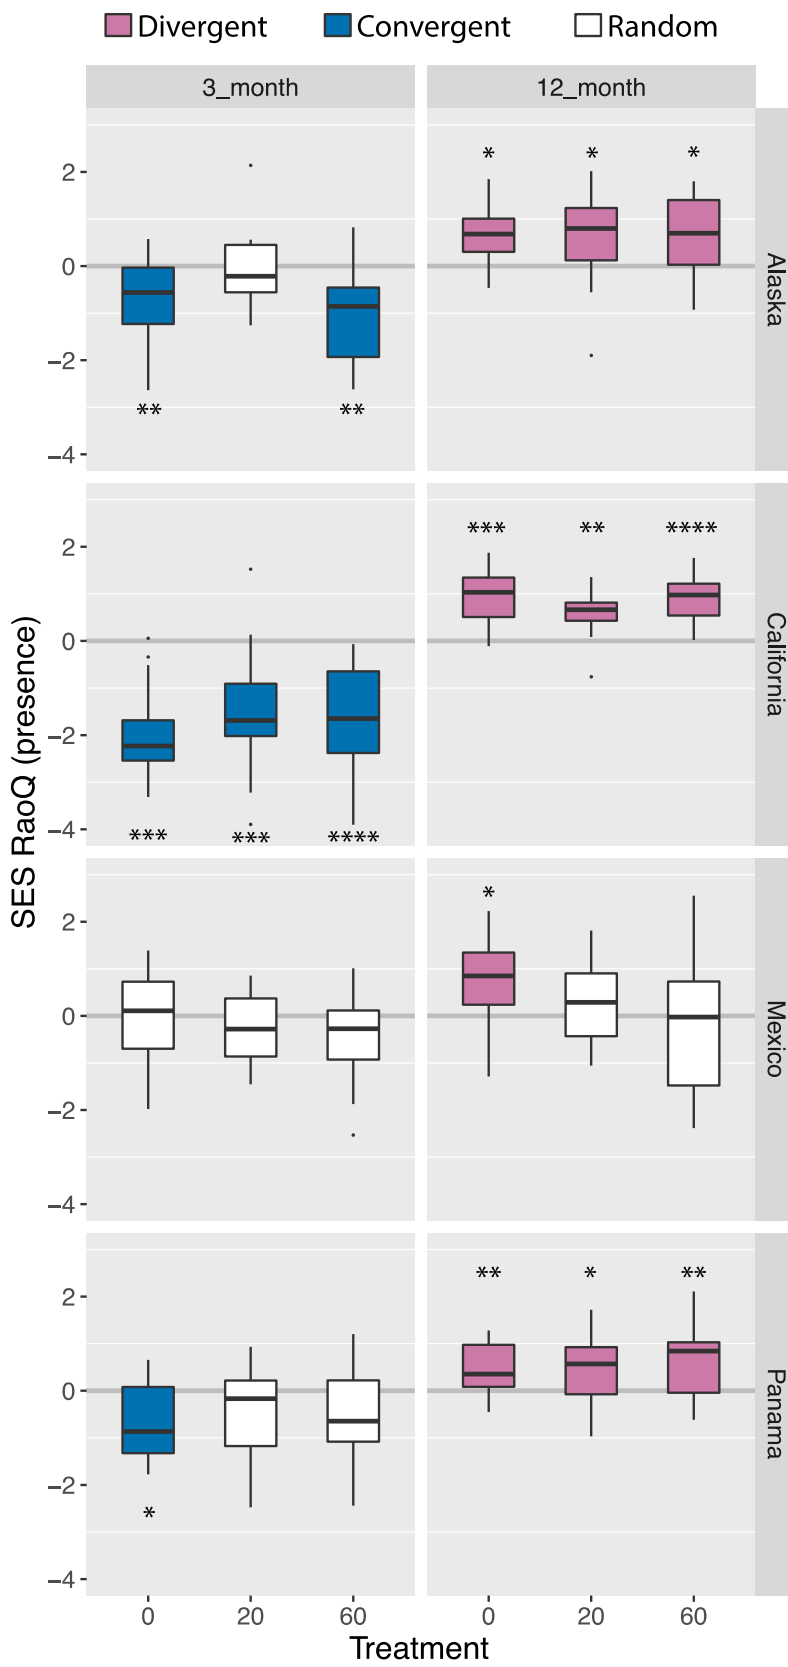 Divergent Convergent Random
3_month 12_month
2
0
−2
−4
* * *
** **
Alaska
2
0
−2
−4
*** ** ****
*** *** ****
California
SES RaoQ (presence)
2
0
−2
−4
*
Mexico
2
0
−2
−4
** * **
*
Panama
0 20 60 0 20 60
Treatment